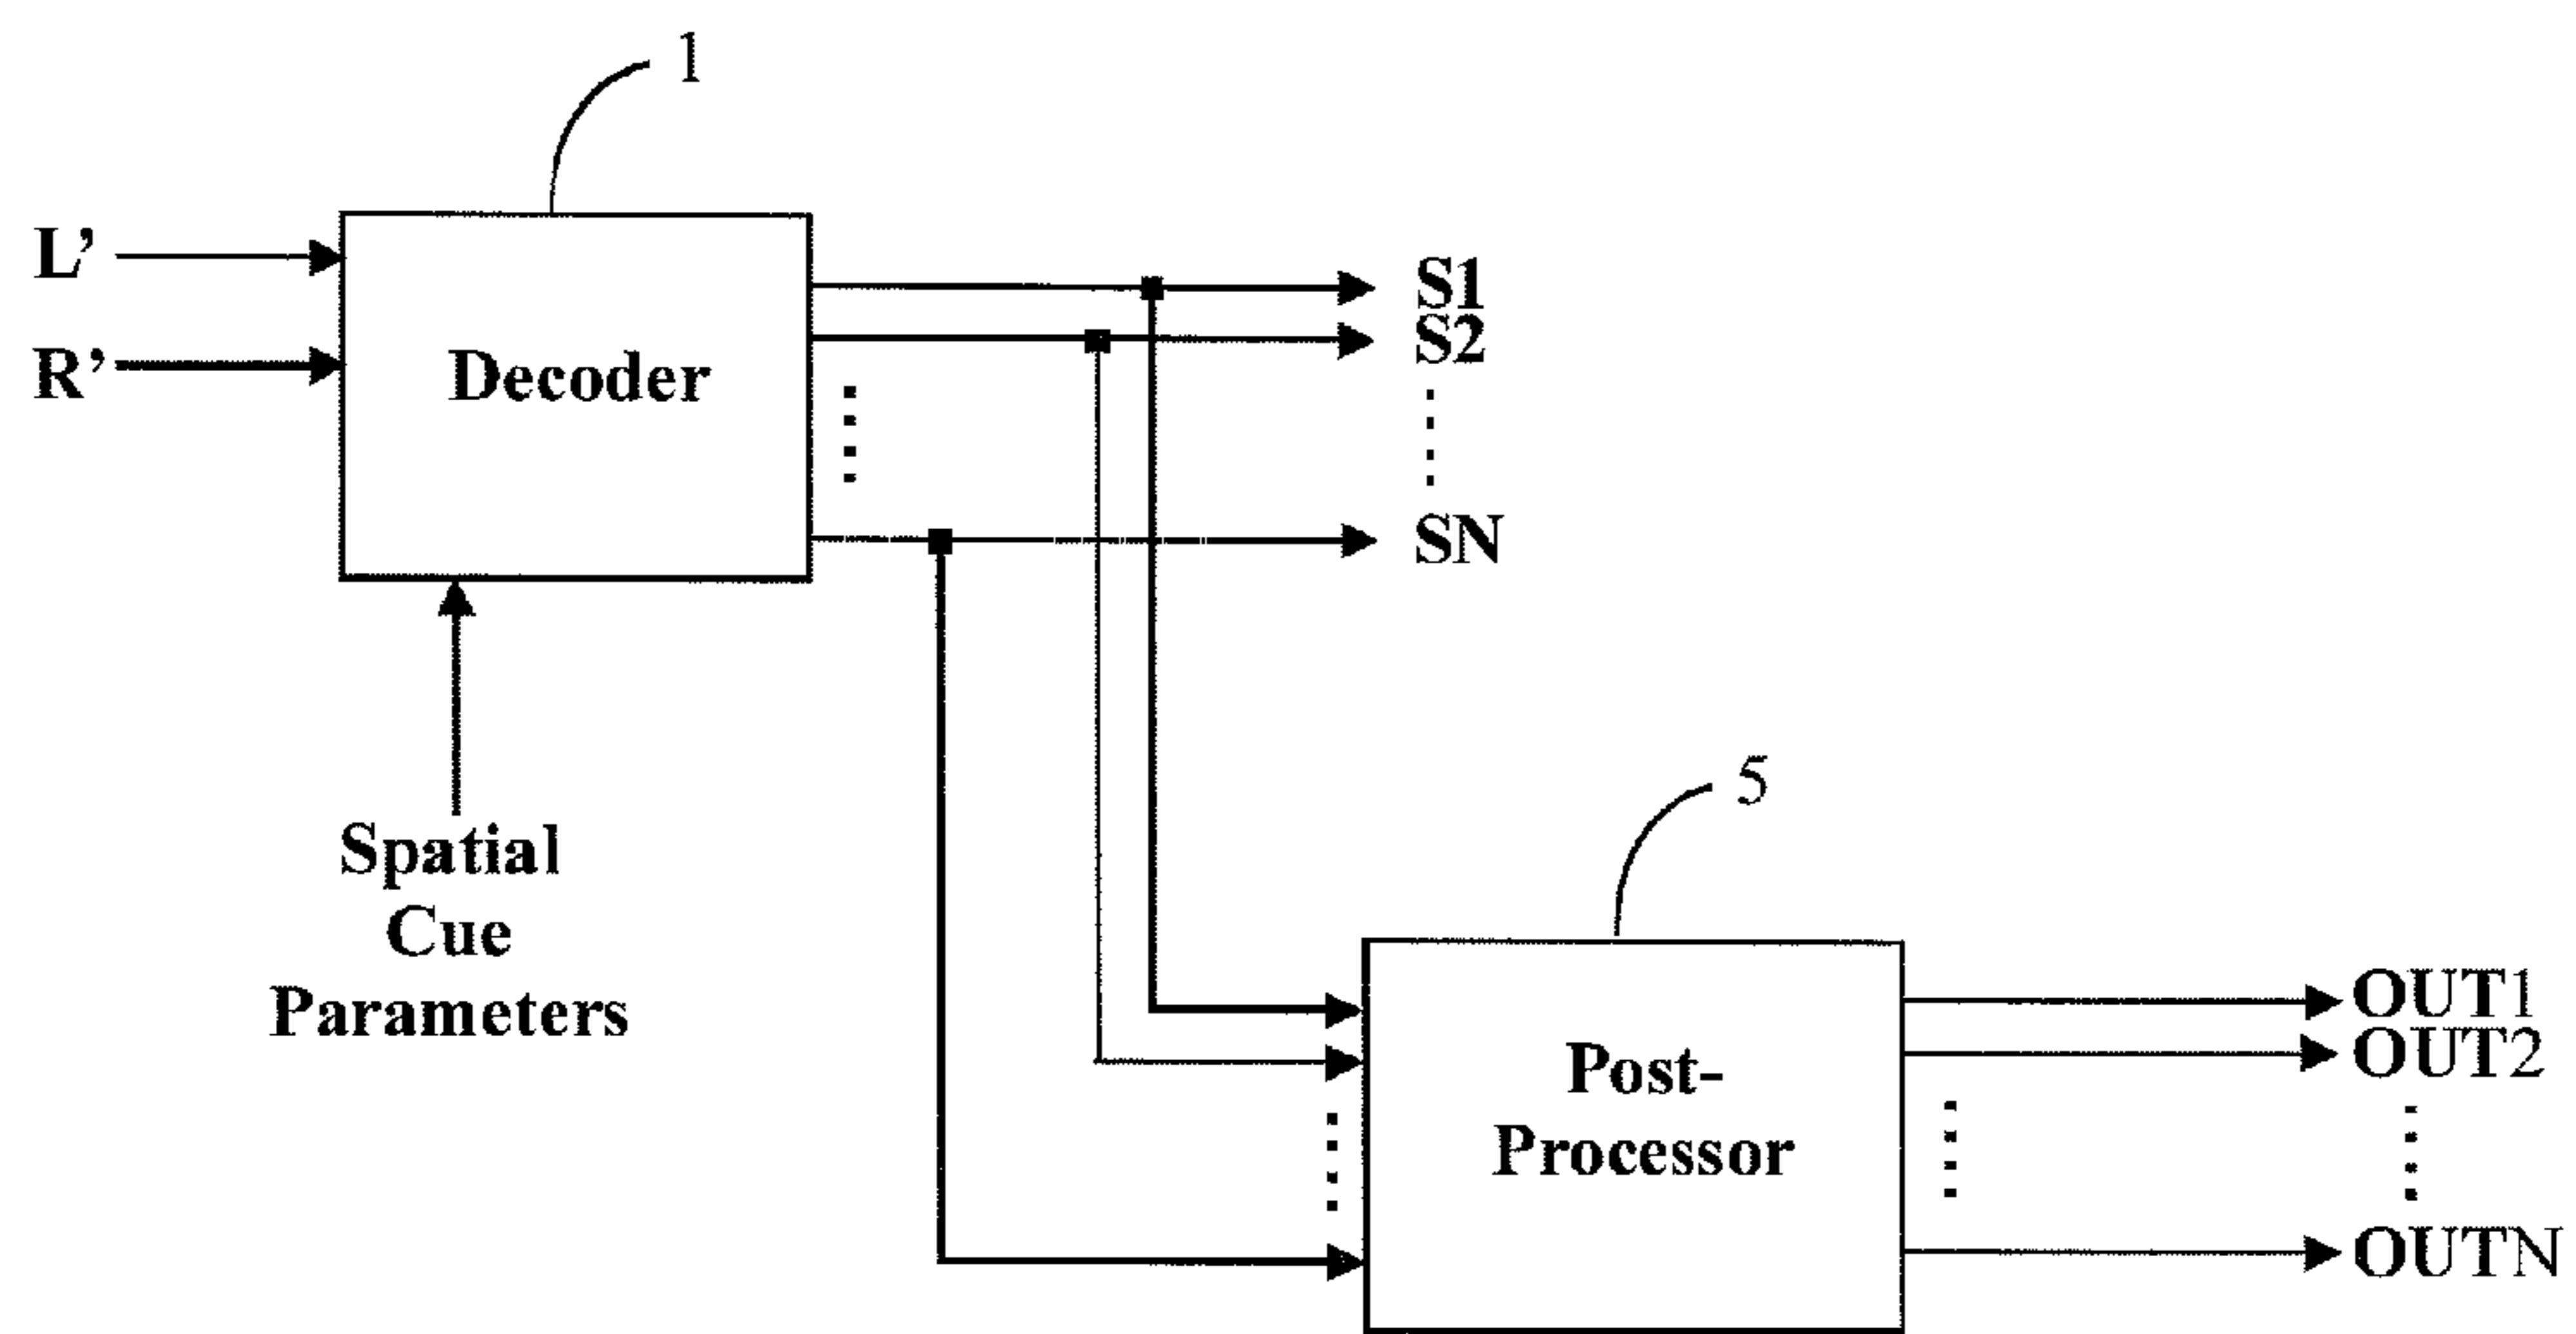 1
L’
R’
Decoder
S1
S2
SN
Spatial
Cue
Parameters
5
Post-
Processor
OUT1
OUT2
OUTN